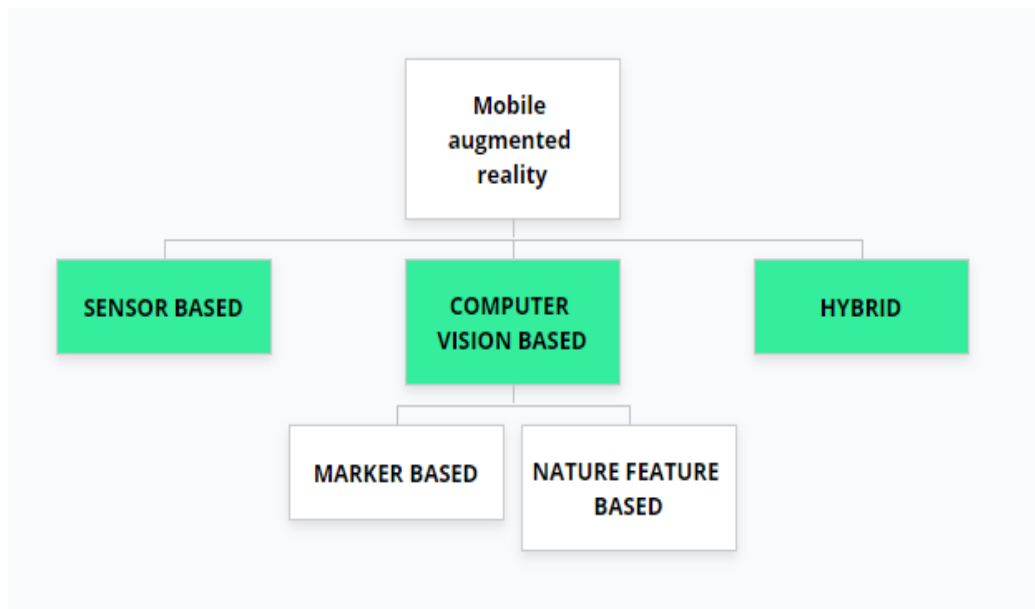 Mobile
augmented
reality
SENSOR BASED
COMPUTER
VISION BASED
HYBRID
MARKER BASED
NATURE FEATURE
BASED